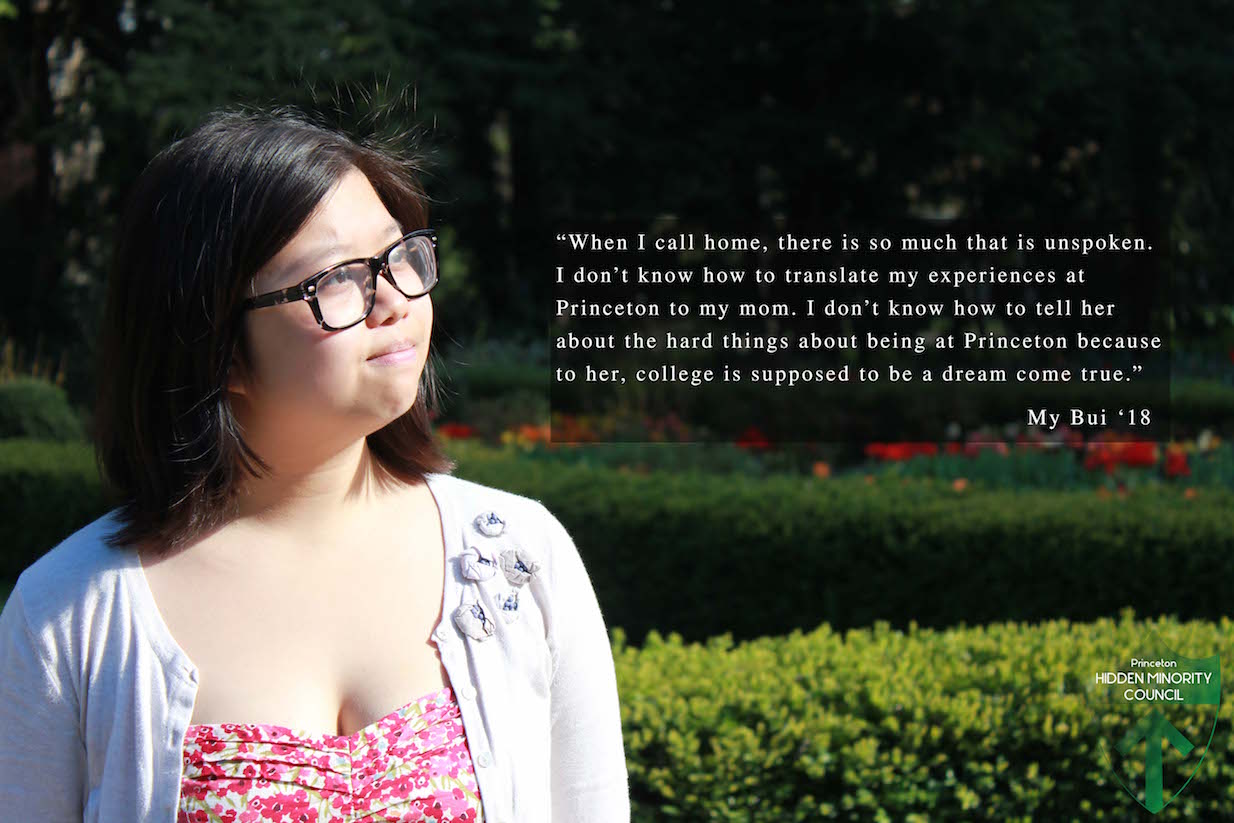 “When I call home, there is so much that is unspoken.
I don’t know how to translate my experiences at
Princeton to my mom. I don’t know how to tell her
about the hard things about being at Princeton because
to her, college is supposed to be a dream come true.”
My Bui ‘18
Princeton
HIDDEN MINORITY
COUNCIL